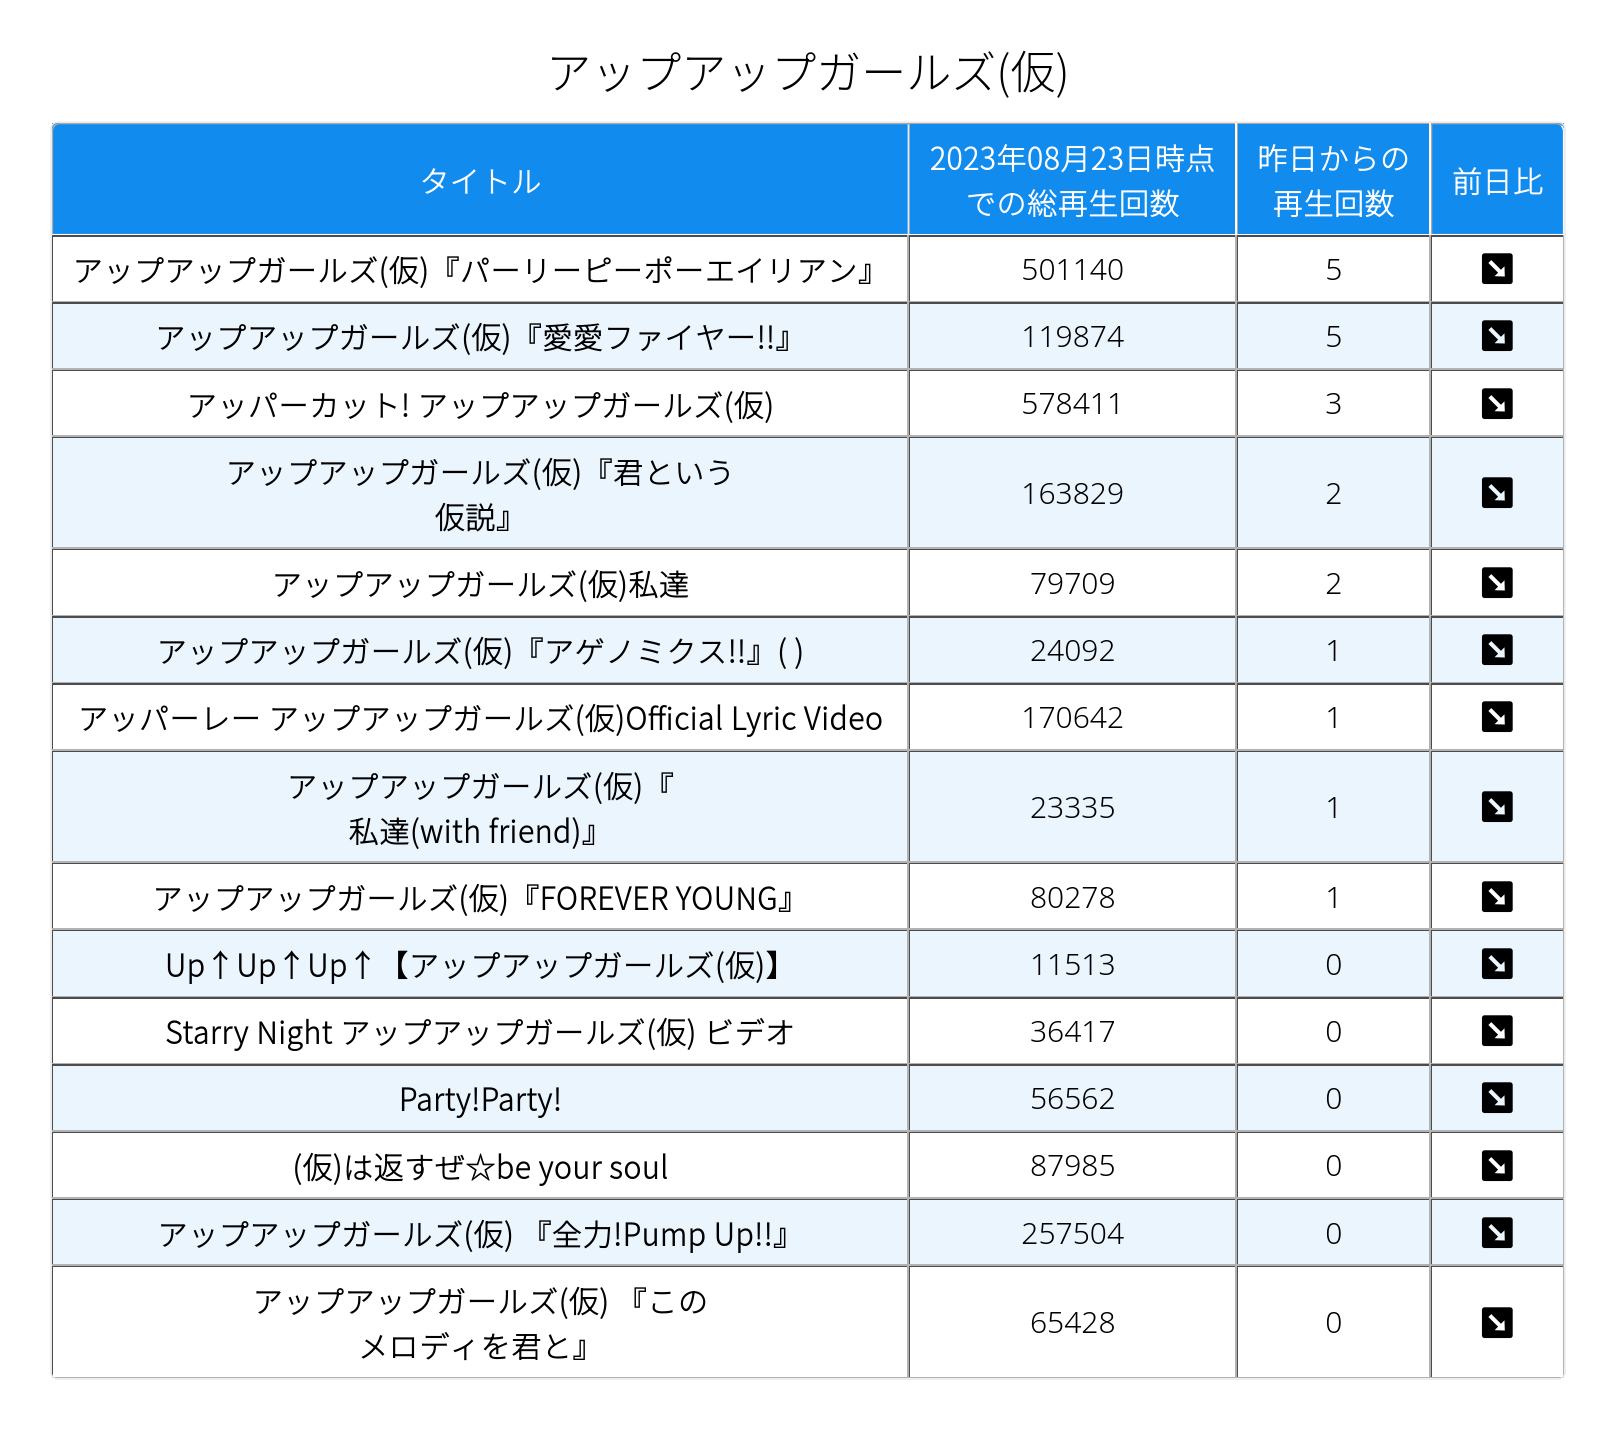 アップアップガールズ(仮)
タイトル
2023年08月23日時点
での総再生回数
昨日からの
再生回数
前日比
アップアップガールズ(仮)『パーリーピーポーエイリアン』 501140 5 ↘
アップアップガールズ(仮)『愛愛ファイヤー!!』 119874 5 ↘
アッパーカット! アップアップガールズ(仮) 578411 3 ↘
アップアップガールズ(仮)『君という
仮説』 163829 2 ↘
アップアップガールズ(仮)私達 79709 2 ↘
アップアップガールズ(仮)『アゲノミクス!!』( ) 24092 1 ↘
アッパーレー アップアップガールズ(仮)Official Lyric Video 170642 1 ↘
アップアップガールズ(仮)『
私達(with friend)』 23335 1 ↘
アップアップガールズ(仮)『FOREVER YOUNG』 80278 1 ↘
Up↑Up↑Up↑【アップアップガールズ(仮)】 11513 0 ↘
Starry Night アップアップガールズ(仮) ビデオ 36417 0 ↘
Party!Party! 56562 0 ↘
(仮)は返すぜ☆be your soul 87985 0 ↘
アップアップガールズ(仮) 『全力!Pump Up!!』 257504 0 ↘
アップアップガールズ(仮) 『この
メロディを君と』 65428 0 ↘